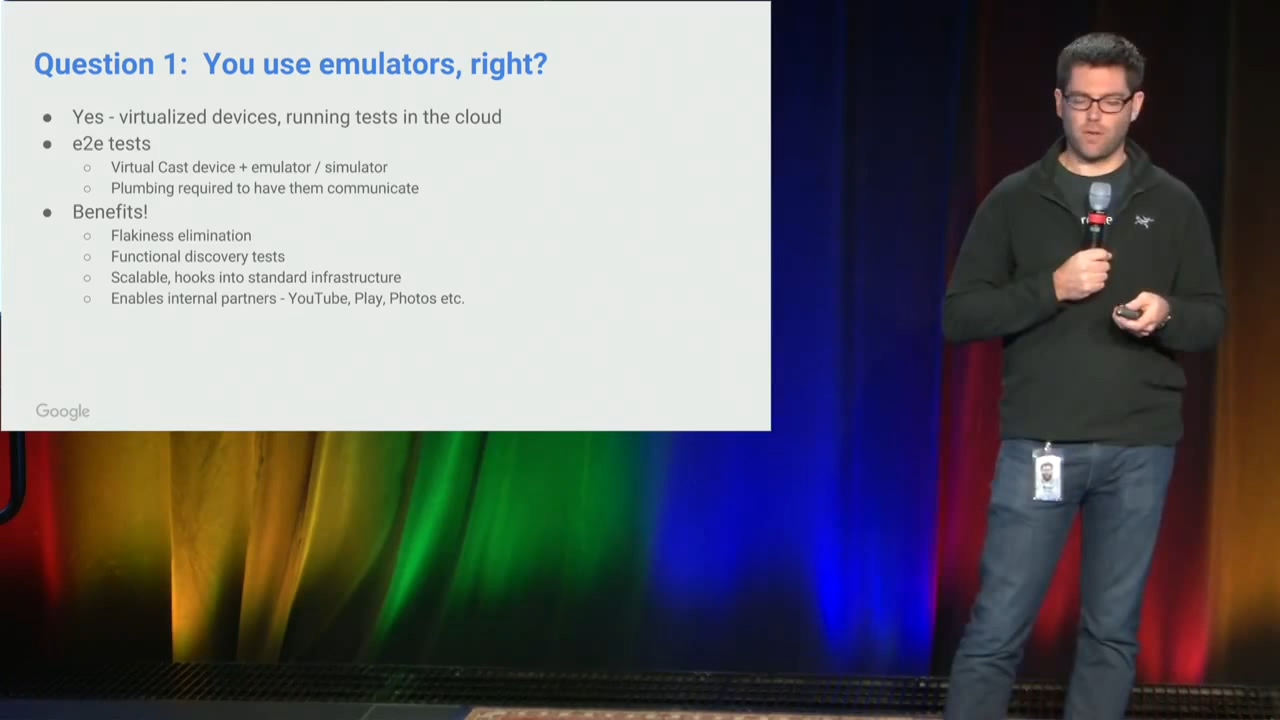 Question 1: You use emulators, right?
● Yes - virtualized devices, running tests in the cloud
● e2e tests
○ Virtual Cast device + emulator / simulator
○ Plumbing required to have them communicate
● Benefits!
○ Flakiness elimination
○ Functional discovery tests
○ Scalable, hooks into standard infrastructure
○ Enables internal partners - YouTube, Play, Photos etc.
Google